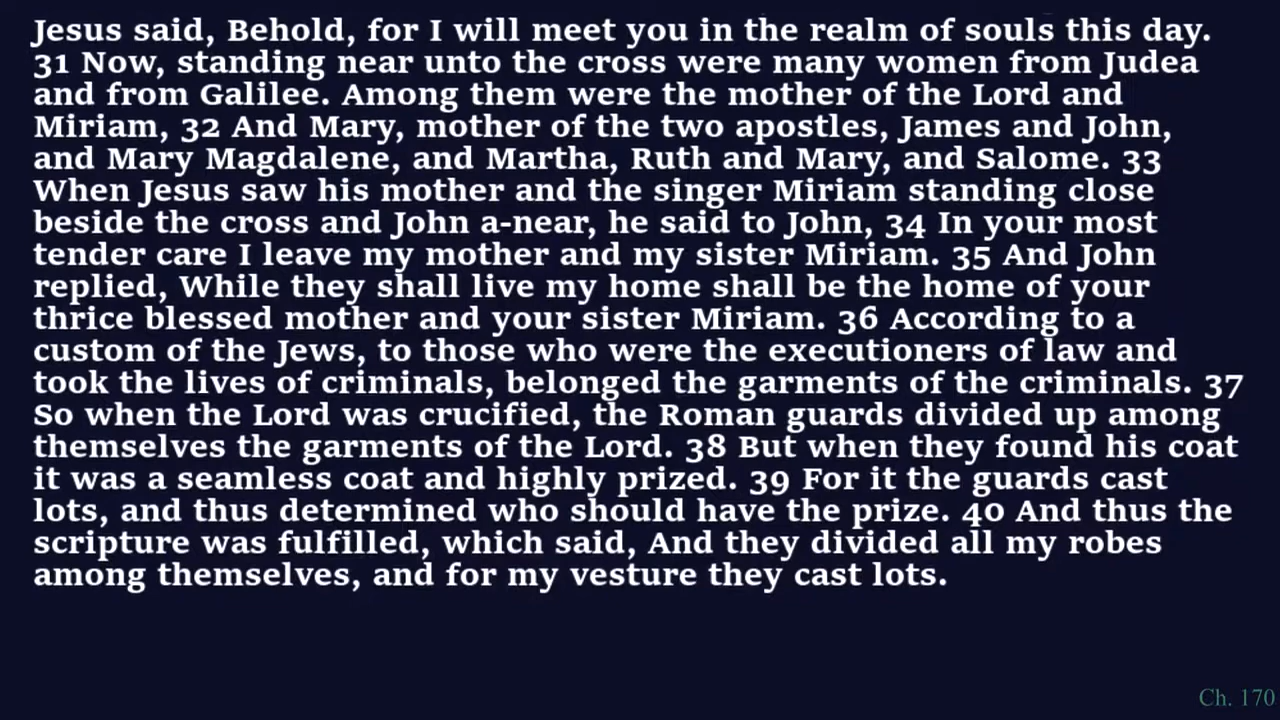 Jesus said, Behold, for I will meet you in the realm of souls this day.
31 Now, standing near unto the cross were many women from Judea
and from Galilee. Among them were the mother of the Lord and
Miriam, 32 And Mary, mother of the two apostles, James and John,
and Mary Magdalene, and Martha, Ruth and Mary, and Salome. 33
When Jesus saw his mother and the singer Miriam standing close
beside the cross and John a-near, he said to John, 34 In your most
tender care I leave my mother and my sister Miriam. 35 And John
replied, While they shall live my home shall be the home of your
thrice blessed mother and your sister Miriam. 36 According to a
custom of the Jews, to those who were the executioners of law and
took the lives of criminals, belonged the garments of the criminals. 37
So when the Lord was crucified, the Roman guards divided up among
themselves the garments of the Lord. 38 But when they found his coat
it was a seamless coat and highly prized. 39 For it the guards cast
lots, and thus determined who should have the prize. 40 And thus the
scripture was fulfilled, which said, And they divided all my robes
among themselves, and for my vesture they cast lots.
Ch. 170